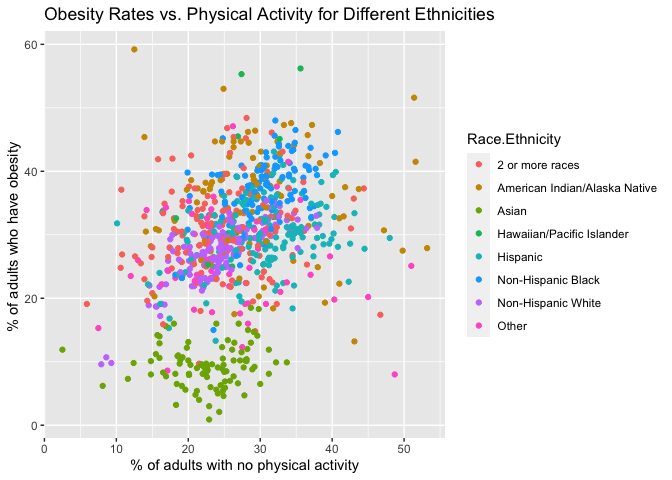 Obesity Rates vs. Physical Activity for Different Ethnicities
60
40
20
0
% of adults who have obesity
0 10 20 30 40 50
% of adults with no physical activity
Race.Ethnicity
2 or more races
American Indian/Alaska Native
Asian
Hawaiian/Pacific Islander
Hispanic
Non-Hispanic Black
Non-Hispanic White
Other